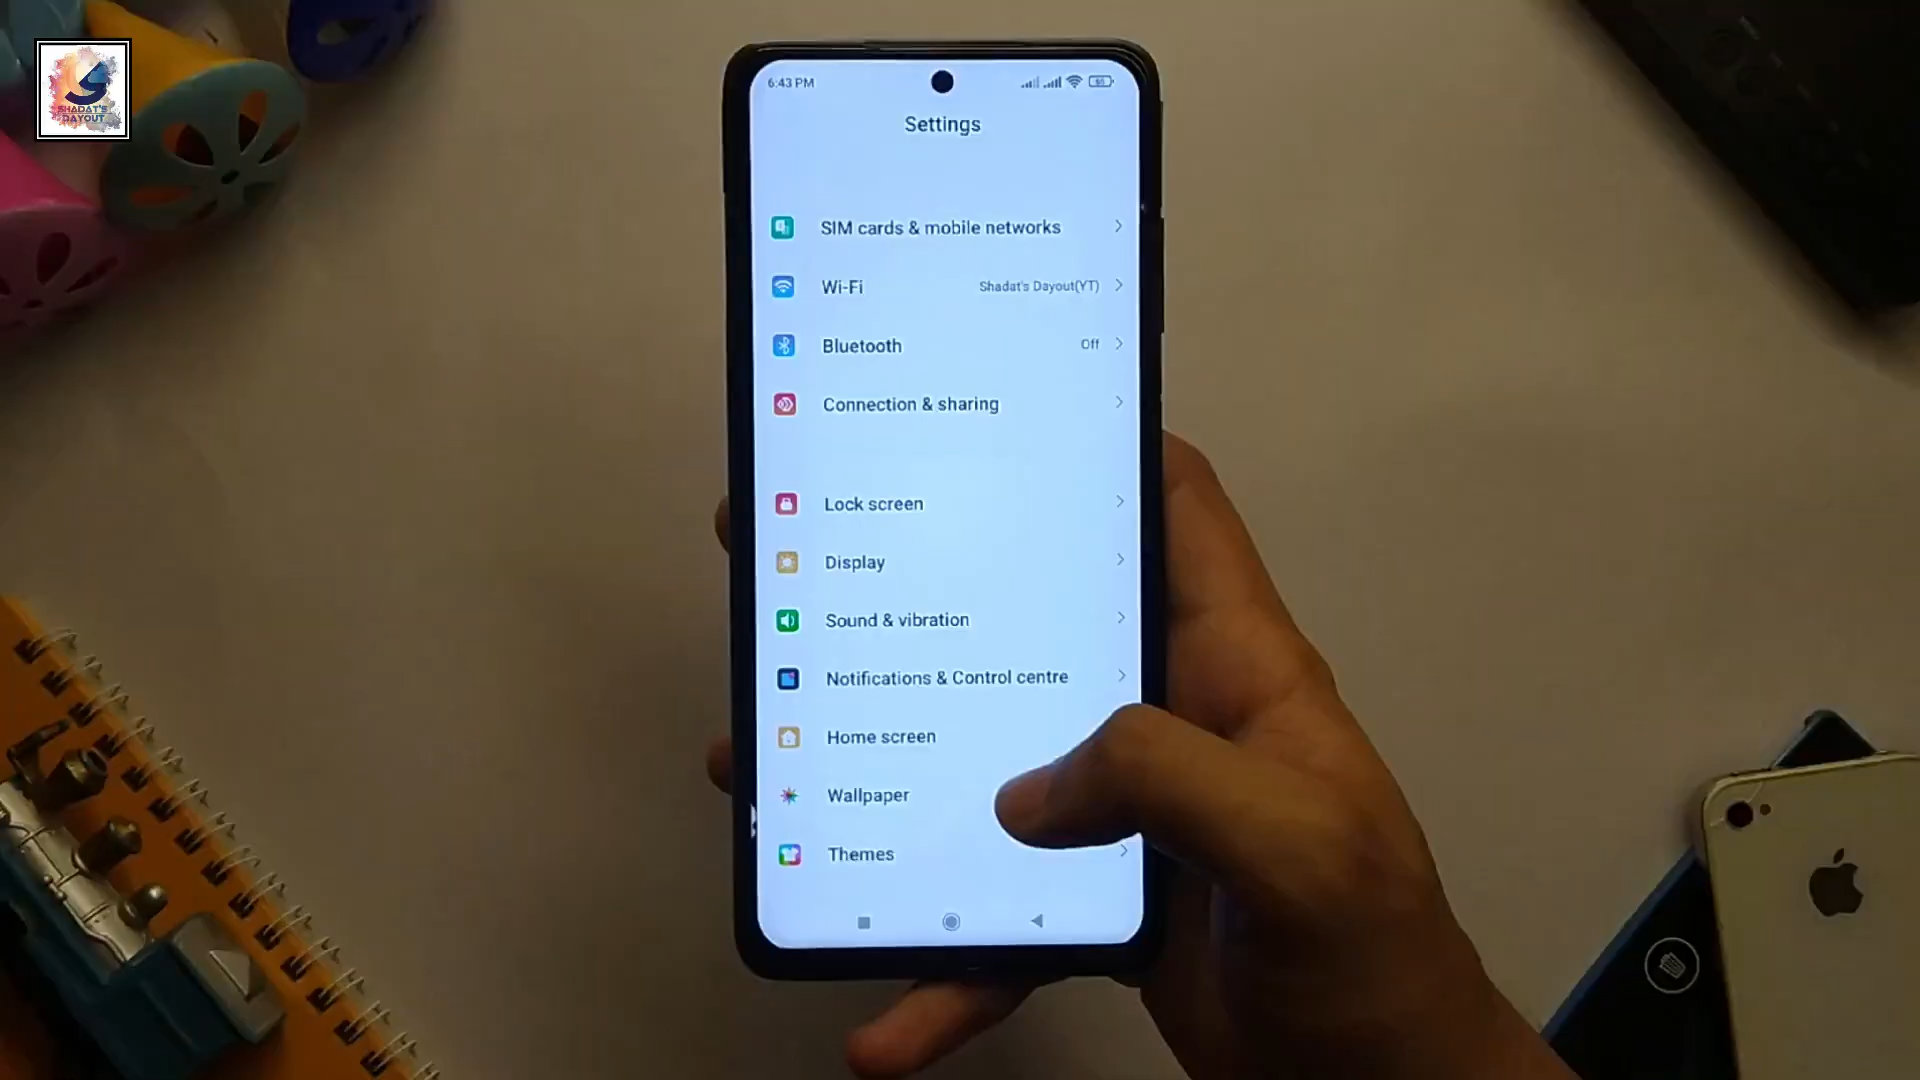 SHADAT'S
DAYOUT
6:43 PM
Settings
SIM cards & mobile networks
Wi-Fi Shadat's Dayout(YT)
Bluetooth Off
Connection & sharing
Lock screen
Display
Sound & vibration
Notifications & Control centre
Home screen
Wallpaper
Themes